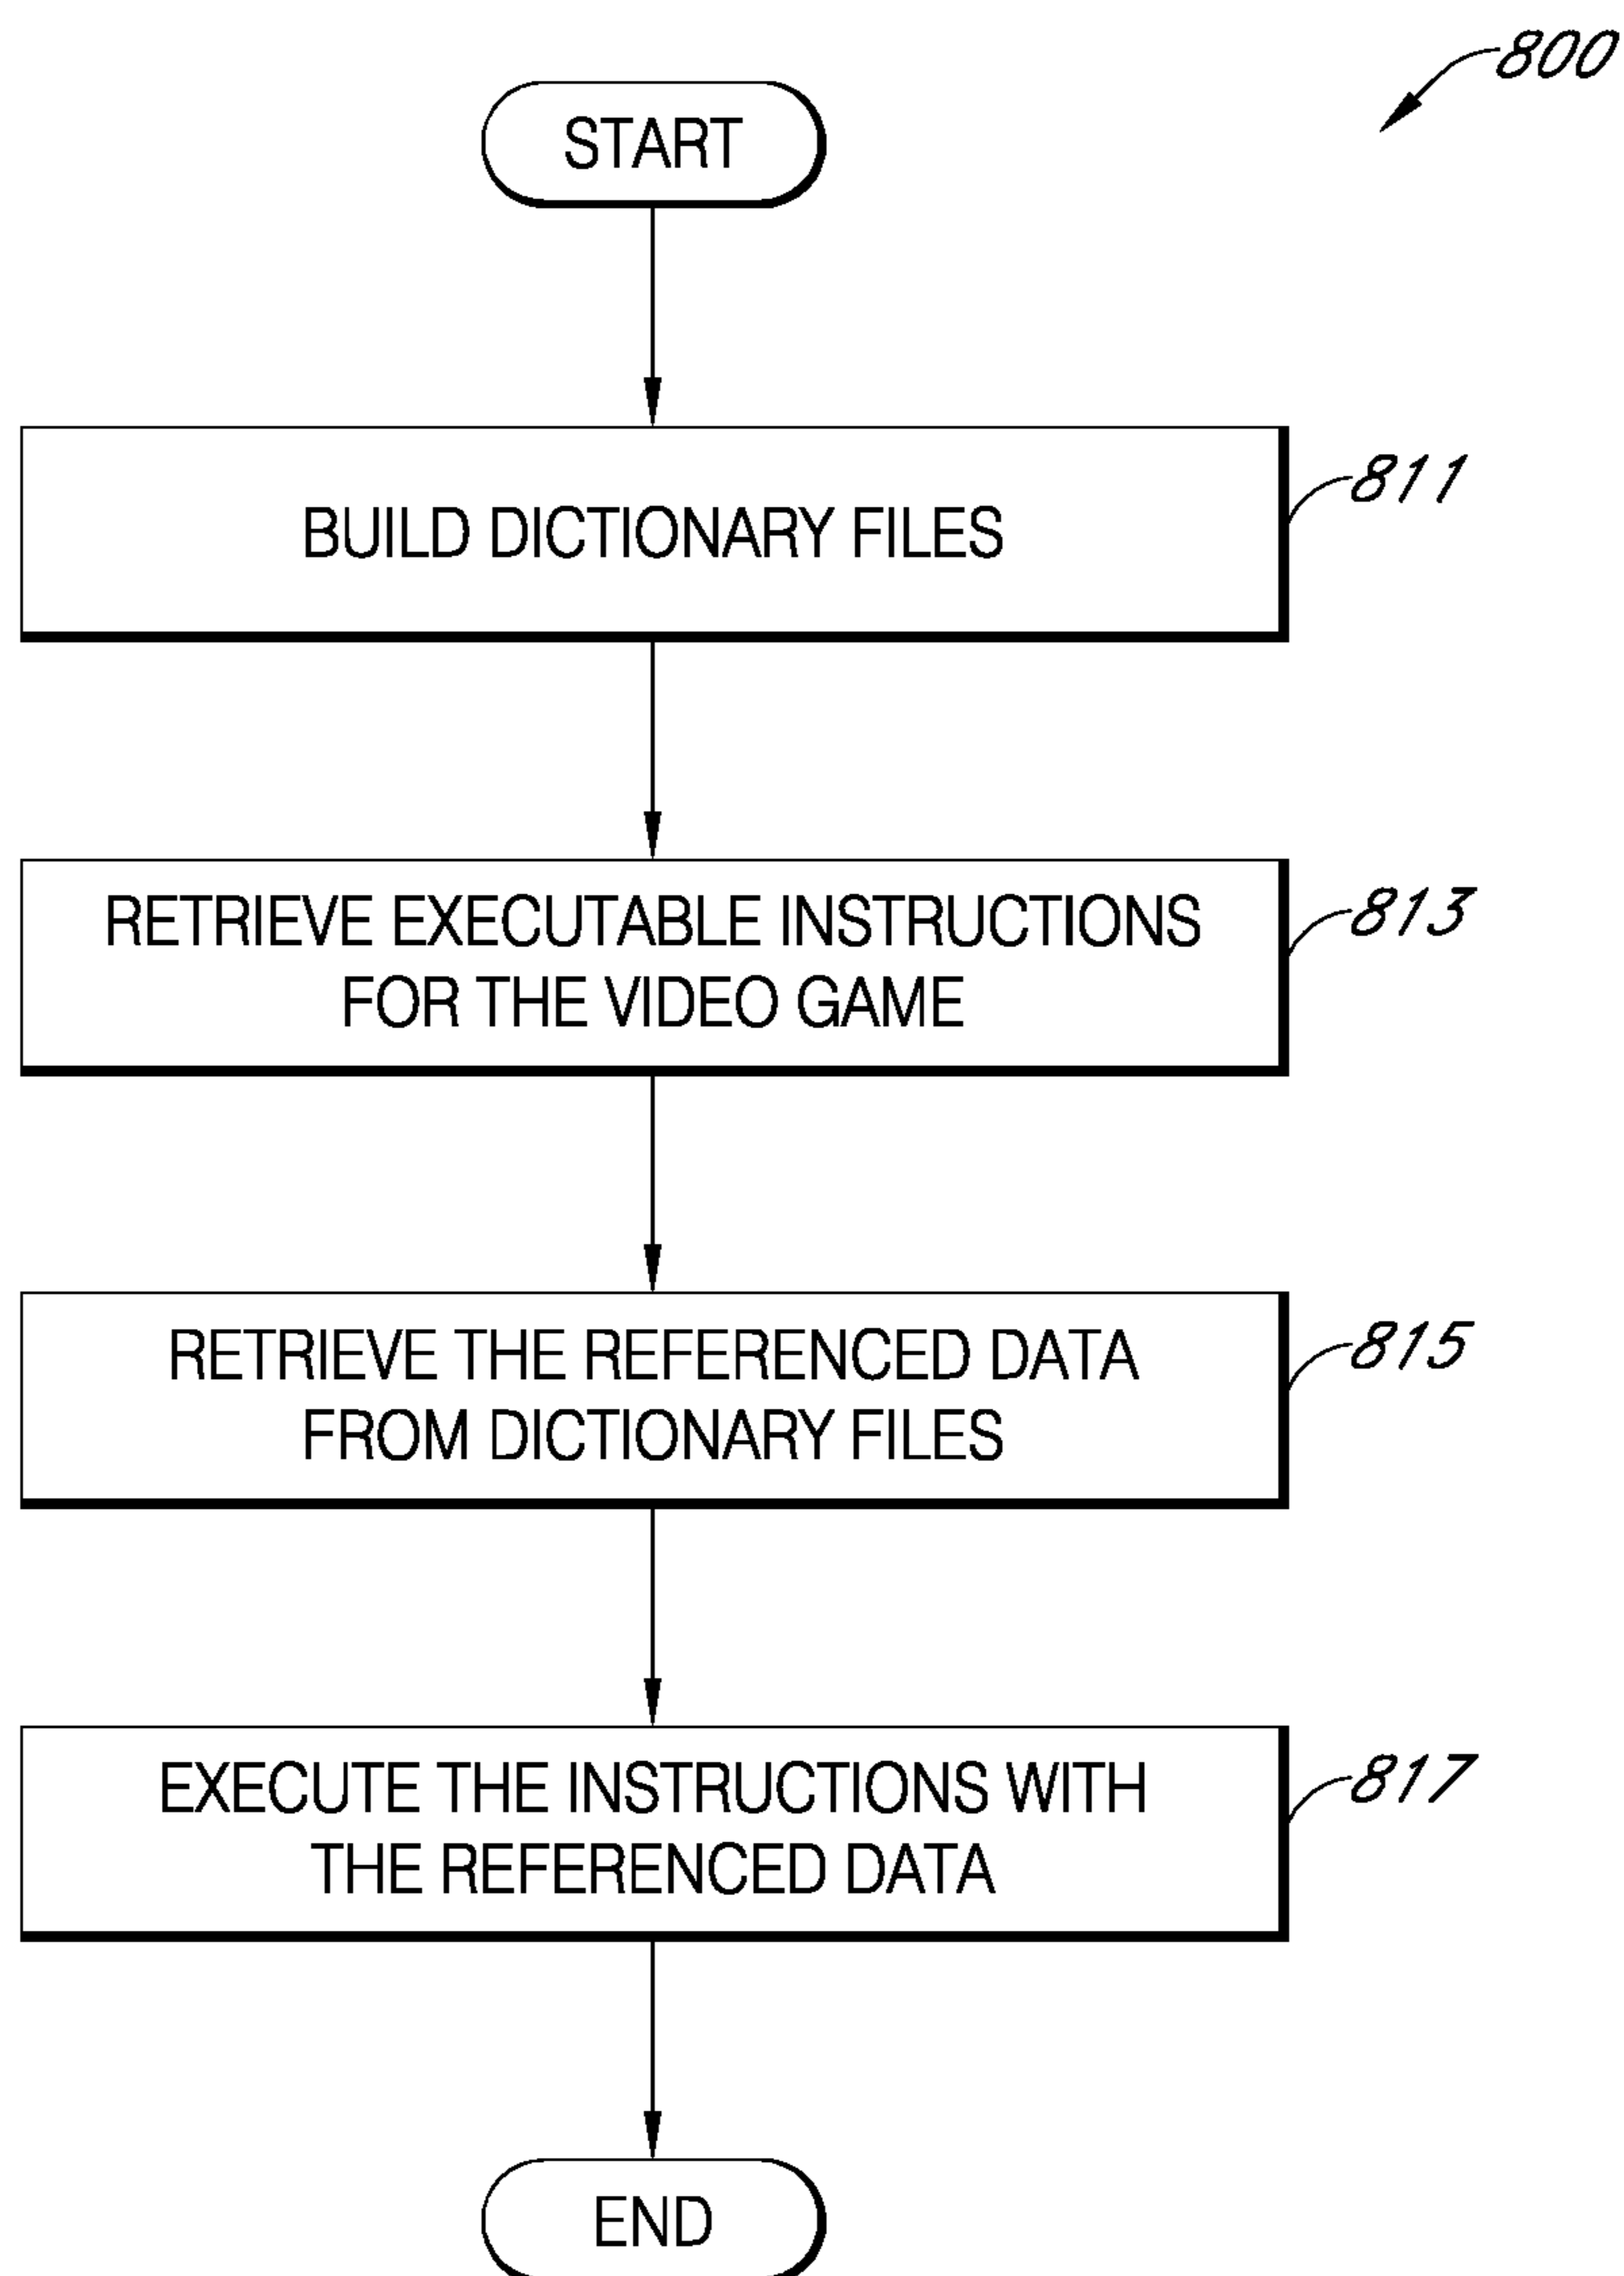 800
START
BUILD DICTIONARY FILES
811
RETRIEVE EXECUTABLE INSTRUCTIONS
FOR THE VIDEO GAME
813
RETRIEVE THE REFERENCED DATA
FROM DICTIONARY FILES
815
EXECUTE THE INSTRUCTIONS WITH
THE REFERENCED DATA
817
END